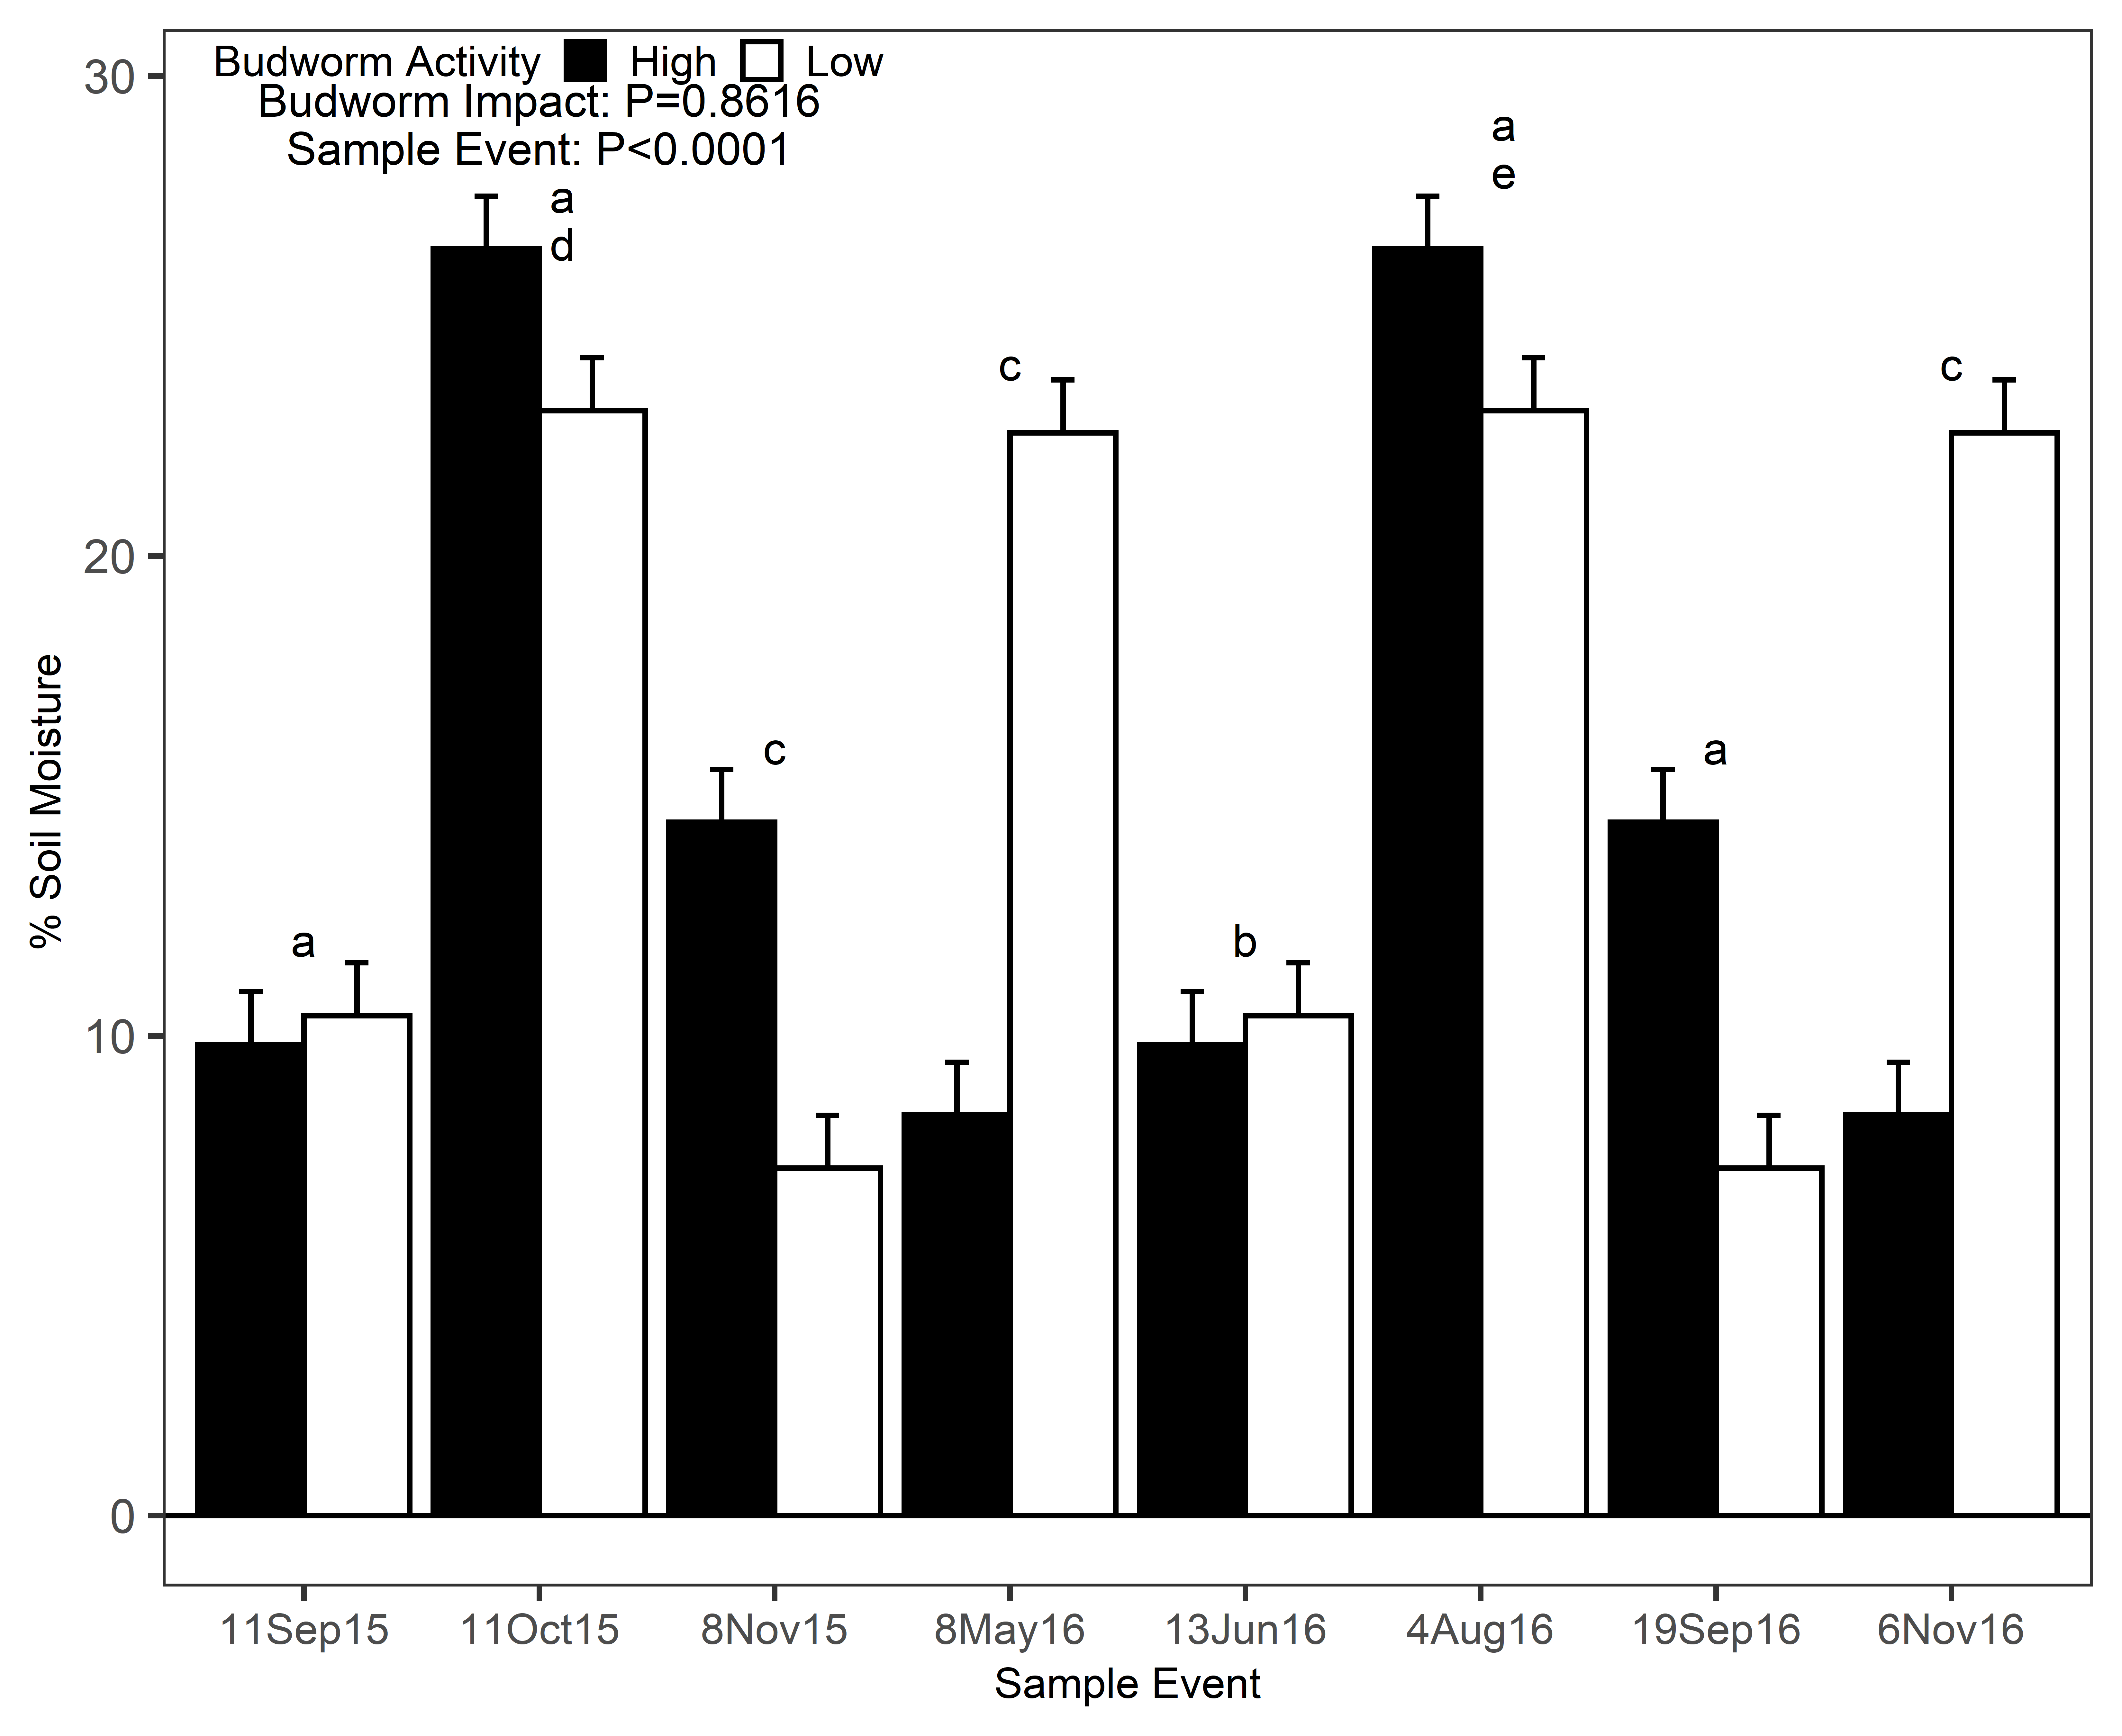 Budworm Activity High Low
Budworm Impact: P=0.8616
Sample Event: P<0.0001
30
20
10
0
% Soil Moisture
a
a
d
c
c
b
a
e
a
c
11Sep15 11Oct15 8Nov15 8May16 13Jun16 4Aug16 19Sep16 6Nov16
Sample Event